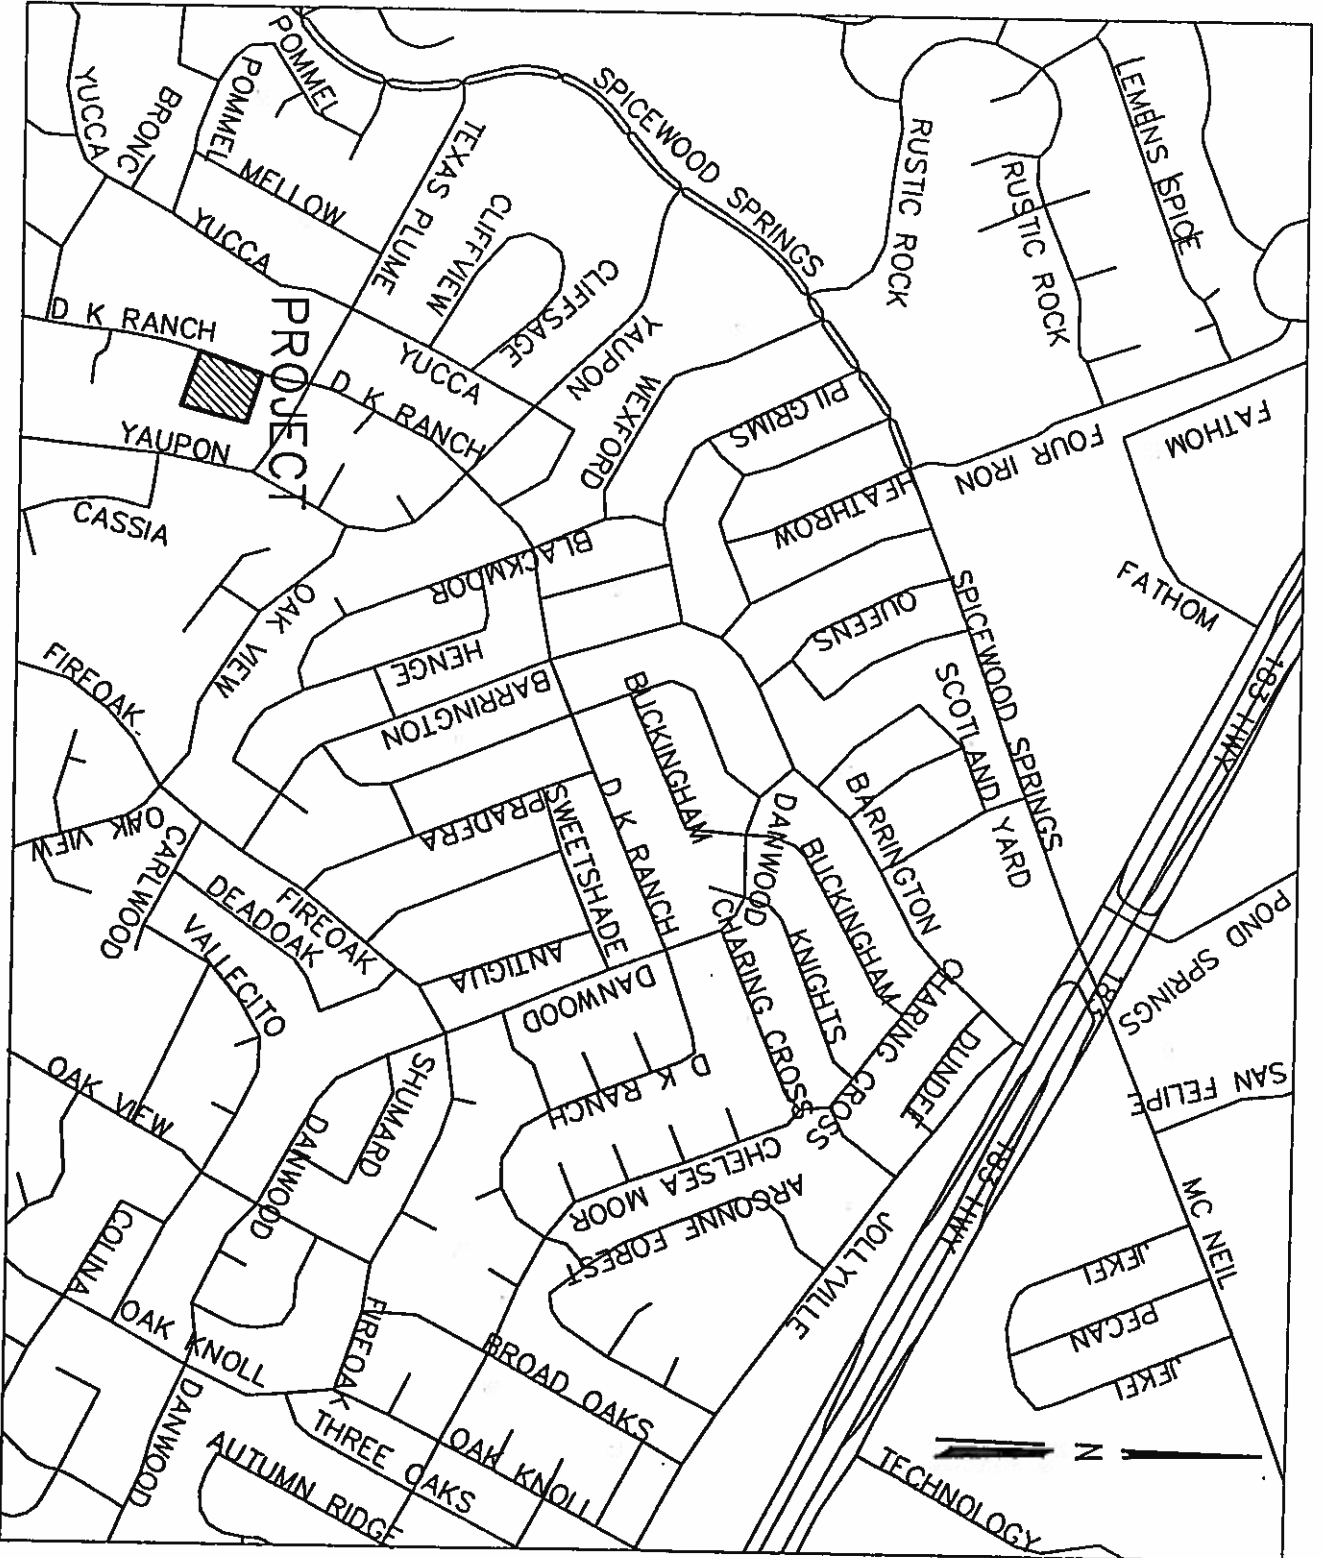 POMMEL
YUCCA
BRONC
POMMEL
MELLOW
YUCCA
TEXAS PLUME
CLIFFVIEW
CLIFFSAGE
SPICEWOOD SPRINGS
RUSTIC ROCK
RUSTIC ROCK
LEMENS SPICE
D K RANCH
PROJECT
D K RANCH
YUCCA
YAUPON
WEXFORD
PILGRIMS
HEATHROW
FOUR IRON
FATHOM
FATHOM
YAUPON
CASSIA
BLACKMOOR
OAK VIEW
HENGE
BARRINGTON
QUEENS
SPICEWOOD SPRINGS
SCOTLAND YARD
183 HWY
FIREOAK
OAK VIEW
CARLWOOD
DEADOAK
FIREOAK
PRADERA
SWEETSHADE
D K RANCH
BUCKINGHAM
DANWOOD
BUCKINGHAM
BARRINGTON
VALLECITO
ANTIGUA
DANWOOD
CHARING CROSS
KNIGHTS
CHARING CROSS
DUNDEE
183
POND SPRINGS
SAN FELIPE
OAK VIEW
SHUMARD
DANWOOD
D K RANCH
CHELSEA MOOR
ARGONNE FOREST
JOLLYVILLE
183 HWY
MC NEIL
JEKEL
PECAN
JEKEL
COLINA
OAK KNOLL
FIREOAK
BROAD OAKS
DANWOOD
THREE OAKS
OAK KNOLL
AUTUMN RIDGE
TECHNOLOGY
N